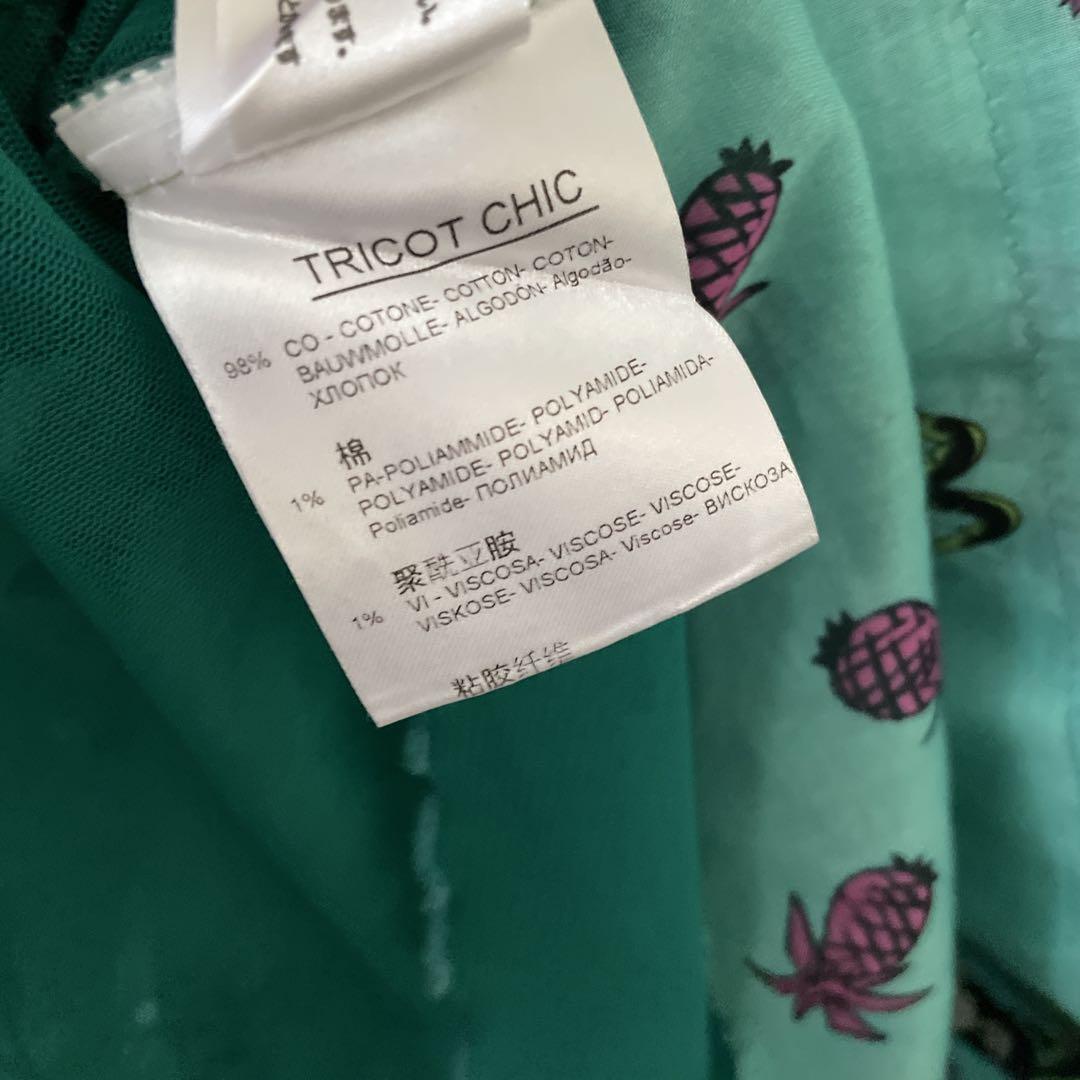 TRICOT CHIC
98% CO - COTONE- COTTON- COTON-
BAUWMOLLE- ALGODÓN- Algodão-
ХЛОПОК
棉
1% PA-POLIAMMIDE- POLYAMIDE-
POLYAMIDE- POLYAMID- POLIAMIDA-
Poliamide- ПОЛИАМИД
聚酰亚胺
1% VI - VISCOSA- VISCOSE- VISCOSE-
VISKOSE- VISCOSA- Viscose- ВИСКОЗА
粘胶纤维